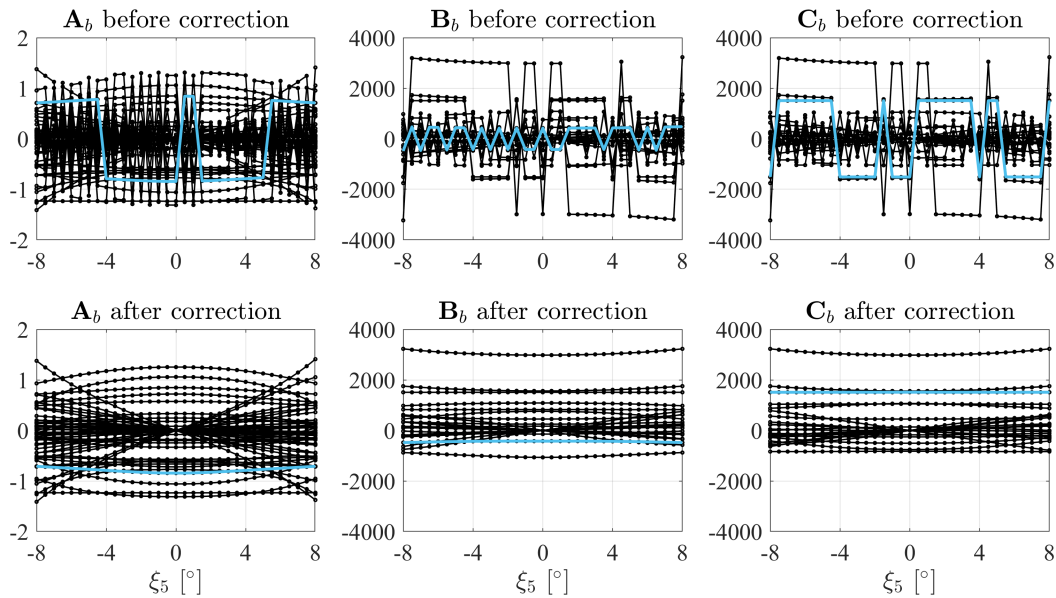 𝐀_b before correction 𝐁_b before correction 𝐂_b before correction
2 4000 4000
1 2000 2000
0 0 0
-1 -2000 -2000
-2 -4000 -4000
-8 -4 0 4 8 -8 -4 0 4 8 -8 -4 0 4 8
𝐀_b after correction 𝐁_b after correction 𝐂_b after correction
2 4000 4000
1 2000 2000
0 0 0
-1 -2000 -2000
-2 -4000 -4000
-8 -4 0 4 8 -8 -4 0 4 8 -8 -4 0 4 8
ξ₅ [°] ξ₅ [°] ξ₅ [°]